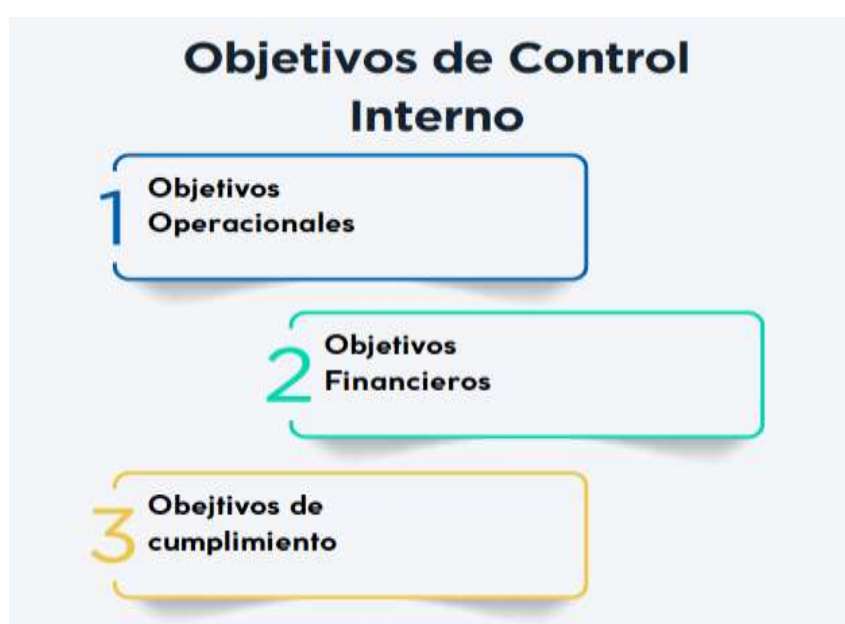 Objetivos de Control
Interno
1
Objetivos
Operacionales
2
Objetivos
Financieros
3
Obejtivos de
cumplimiento